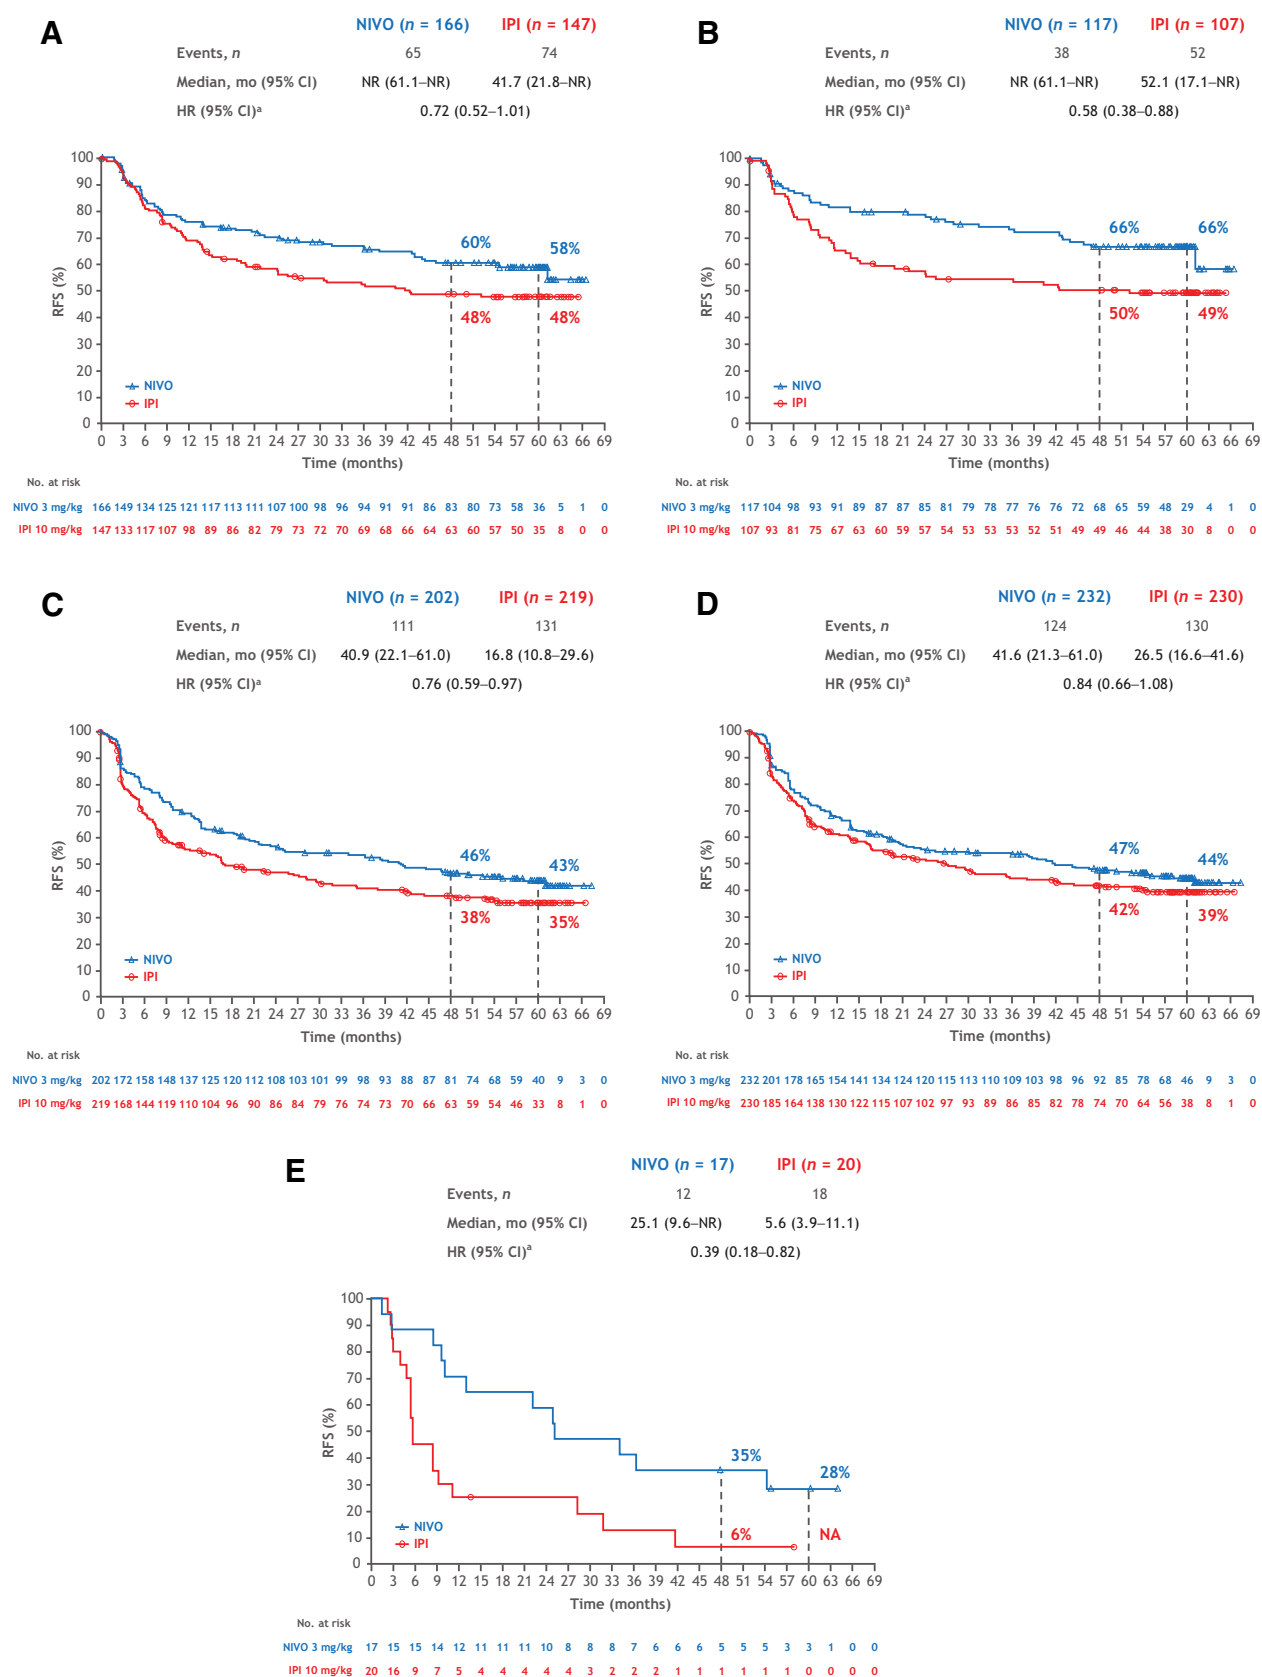 A
NIVO (n = 166) IPI (n = 147)
Events, n 65 74
Median, mo (95% CI) NR (61.1–NR) 41.7 (21.8–NR)
HR (95% CI)a 0.72 (0.52–1.01)
100
90
80
70
60
50
40
30
20
10
0
RFS (%)
60%
58%
48%
48%
NIVO
IPI
0 3 6 9 12 15 18 21 24 27 30 33 36 39 42 45 48 51 54 57 60 63 66 69
Time (months)
No. at risk
NIVO 3 mg/kg 166 149 134 125 121 117 113 111 107 100 98 96 94 91 91 86 83 80 73 58 36 5 1 0
IPI 10 mg/kg 147 133 117 107 98 89 86 82 79 73 72 70 69 68 66 64 63 60 57 50 35 8 0 0
B
NIVO (n = 117) IPI (n = 107)
Events, n 38 52
Median, mo (95% CI) NR (61.1–NR) 52.1 (17.1–NR)
HR (95% CI)a 0.58 (0.38–0.88)
100
90
80
70
60
50
40
30
20
10
0
RFS (%)
66%
66%
50%
49%
NIVO
IPI
0 3 6 9 12 15 18 21 24 27 30 33 36 39 42 45 48 51 54 57 60 63 66 69
Time (months)
No. at risk
NIVO 3 mg/kg 117 104 98 93 91 89 87 87 85 81 79 78 77 76 76 72 68 65 59 48 29 4 1 0
IPI 10 mg/kg 107 93 81 75 67 63 60 59 57 54 53 53 53 52 51 49 49 46 44 38 30 8 0 0
C
NIVO (n = 202) IPI (n = 219)
Events, n 111 131
Median, mo (95% CI) 40.9 (22.1–61.0) 16.8 (10.8–29.6)
HR (95% CI)a 0.76 (0.59–0.97)
100
90
80
70
60
50
40
30
20
10
0
RFS (%)
46%
43%
38%
35%
NIVO
IPI
0 3 6 9 12 15 18 21 24 27 30 33 36 39 42 45 48 51 54 57 60 63 68 69
Time (months)
No. at risk
NIVO 3 mg/kg 202 172 158 148 137 125 120 112 108 103 101 99 98 93 88 87 81 74 68 59 40 9 3 0
IPI 10 mg/kg 219 168 144 119 110 104 96 90 86 84 79 76 74 73 70 66 63 59 54 46 33 8 1 0
D
NIVO (n = 232) IPI (n = 230)
Events, n 124 130
Median, mo (95% CI) 41.6 (21.3–61.0) 26.5 (16.6–41.6)
HR (95% CI)a 0.84 (0.66–1.08)
100
90
80
70
60
50
40
30
20
10
0
RFS (%)
47%
44%
42%
39%
NIVO
IPI
0 3 6 9 12 15 18 21 24 27 30 33 36 39 42 45 48 51 54 57 60 63 66 69
Time (months)
No. at risk
NIVO 3 mg/kg 232 201 178 165 154 141 134 124 120 115 113 110 109 103 98 96 92 85 78 68 46 9 3 0
IPI 10 mg/kg 230 185 164 138 130 122 115 107 102 97 93 89 86 85 82 78 74 70 64 56 38 8 1 0
E
NIVO (n = 17) IPI (n = 20)
Events, n 12 18
Median, mo (95% CI) 25.1 (9.6–NR) 5.6 (3.9–11.1)
HR (95% CI)a 0.39 (0.18–0.82)
100
90
80
70
60
50
40
30
20
10
0
RFS (%)
35%
28%
6%
NA
NIVO
IPI
0 3 6 9 12 15 18 21 24 27 30 33 36 39 42 45 48 51 54 57 60 63 66 69
Time (months)
No. at risk
NIVO 3 mg/kg 17 15 15 14 12 11 11 11 10 8 8 8 7 6 6 6 5 5 5 3 3 1 0 0
IPI 10 mg/kg 20 16 9 7 5 4 4 4 4 4 3 2 2 2 1 1 1 1 1 1 0 0 0 0